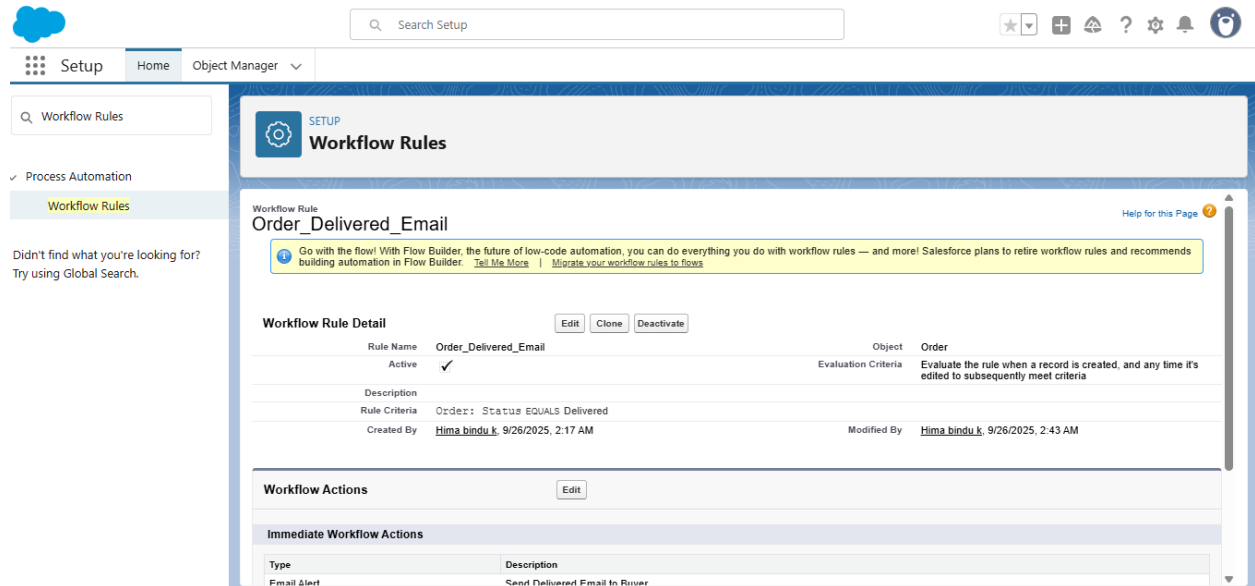 Search Setup
Setup
Home
Object Manager
Workflow Rules
Process Automation
Workflow Rules
Didn't find what you're looking for?
Try using Global Search.
SETUP
Workflow Rules
Workflow Rule
Order_Delivered_Email
Help for this Page ?
Go with the flow! With Flow Builder, the future of low-code automation, you can do everything you do with workflow rules — and more! Salesforce plans to retire workflow rules and recommends
building automation in Flow Builder. Tell Me More | Migrate your workflow rules to flows
Workflow Rule Detail Edit Clone Deactivate
Rule Name Order_Delivered_Email Object Order
Active Evaluation Criteria Evaluate the rule when a record is created, and any time it's
edited to subsequently meet criteria
Description
Rule Criteria Order: Status EQUALS Delivered
Created By Hima bindu k, 9/26/2025, 2:17 AM Modified By Hima bindu k, 9/26/2025, 2:43 AM
Workflow Actions Edit
Immediate Workflow Actions
Type Description
Email Alert Send Delivered Email to Buyer